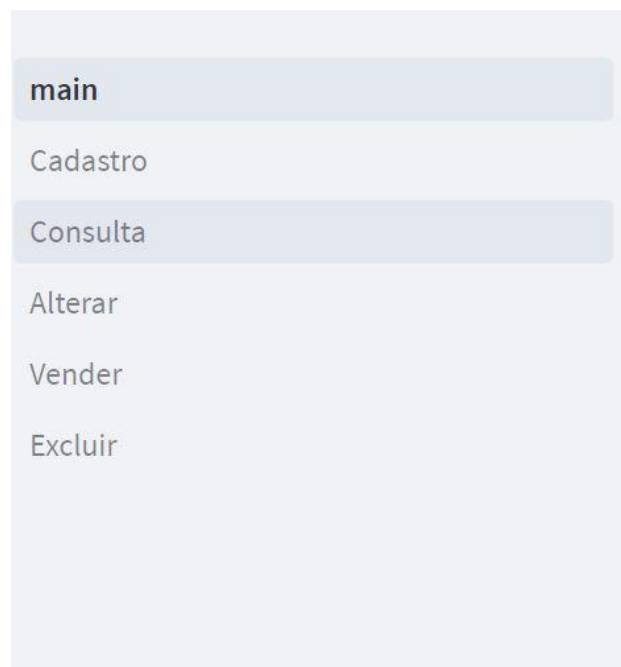 main
Cadastro
Consulta
Alterar
Vender
Excluir